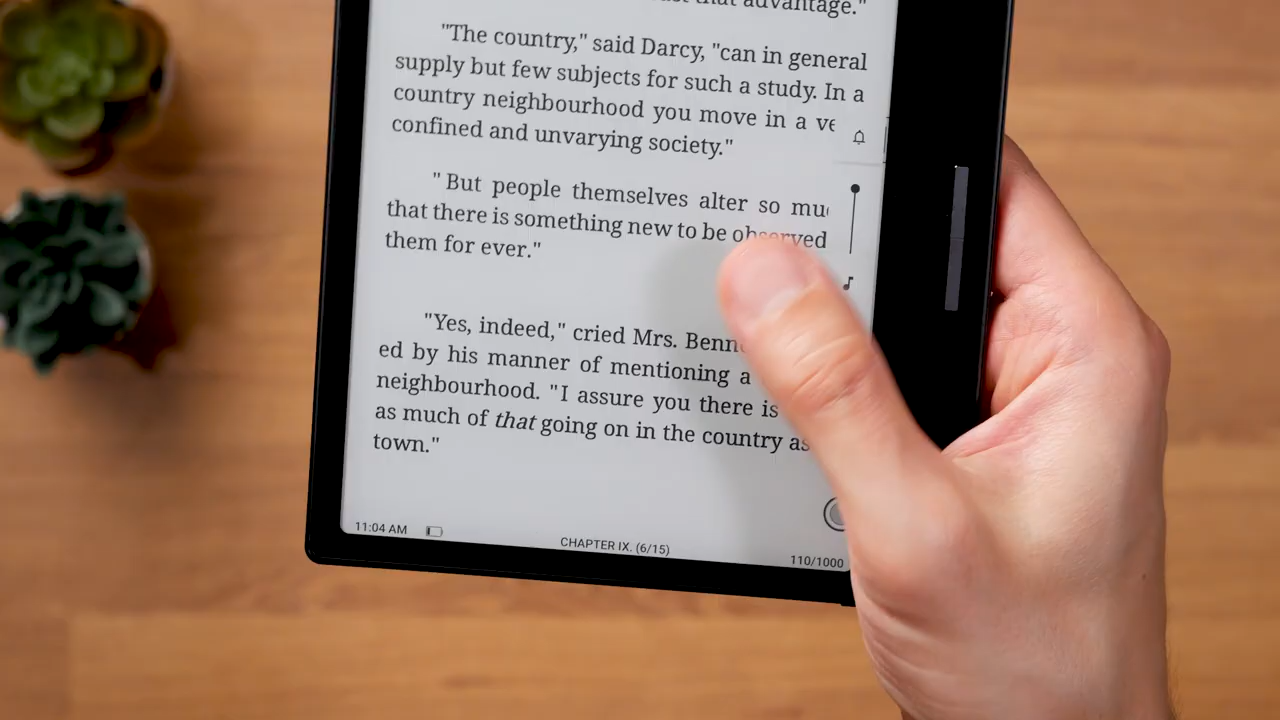 that advantage."
"The country," said Darcy, "can in general
supply but few subjects for such a study. In a
country neighbourhood you move in a
confined and unvarying society."
"But people themselves alter so
that there is something new to be observed
them for ever."
"Yes, indeed," cried Mrs.
ed by his manner of mentioning a
neighbourhood. "I assure you there is
as much of that going on in the country as
town."
11:04 AM
CHAPTER IX. (6/15)
110/1000